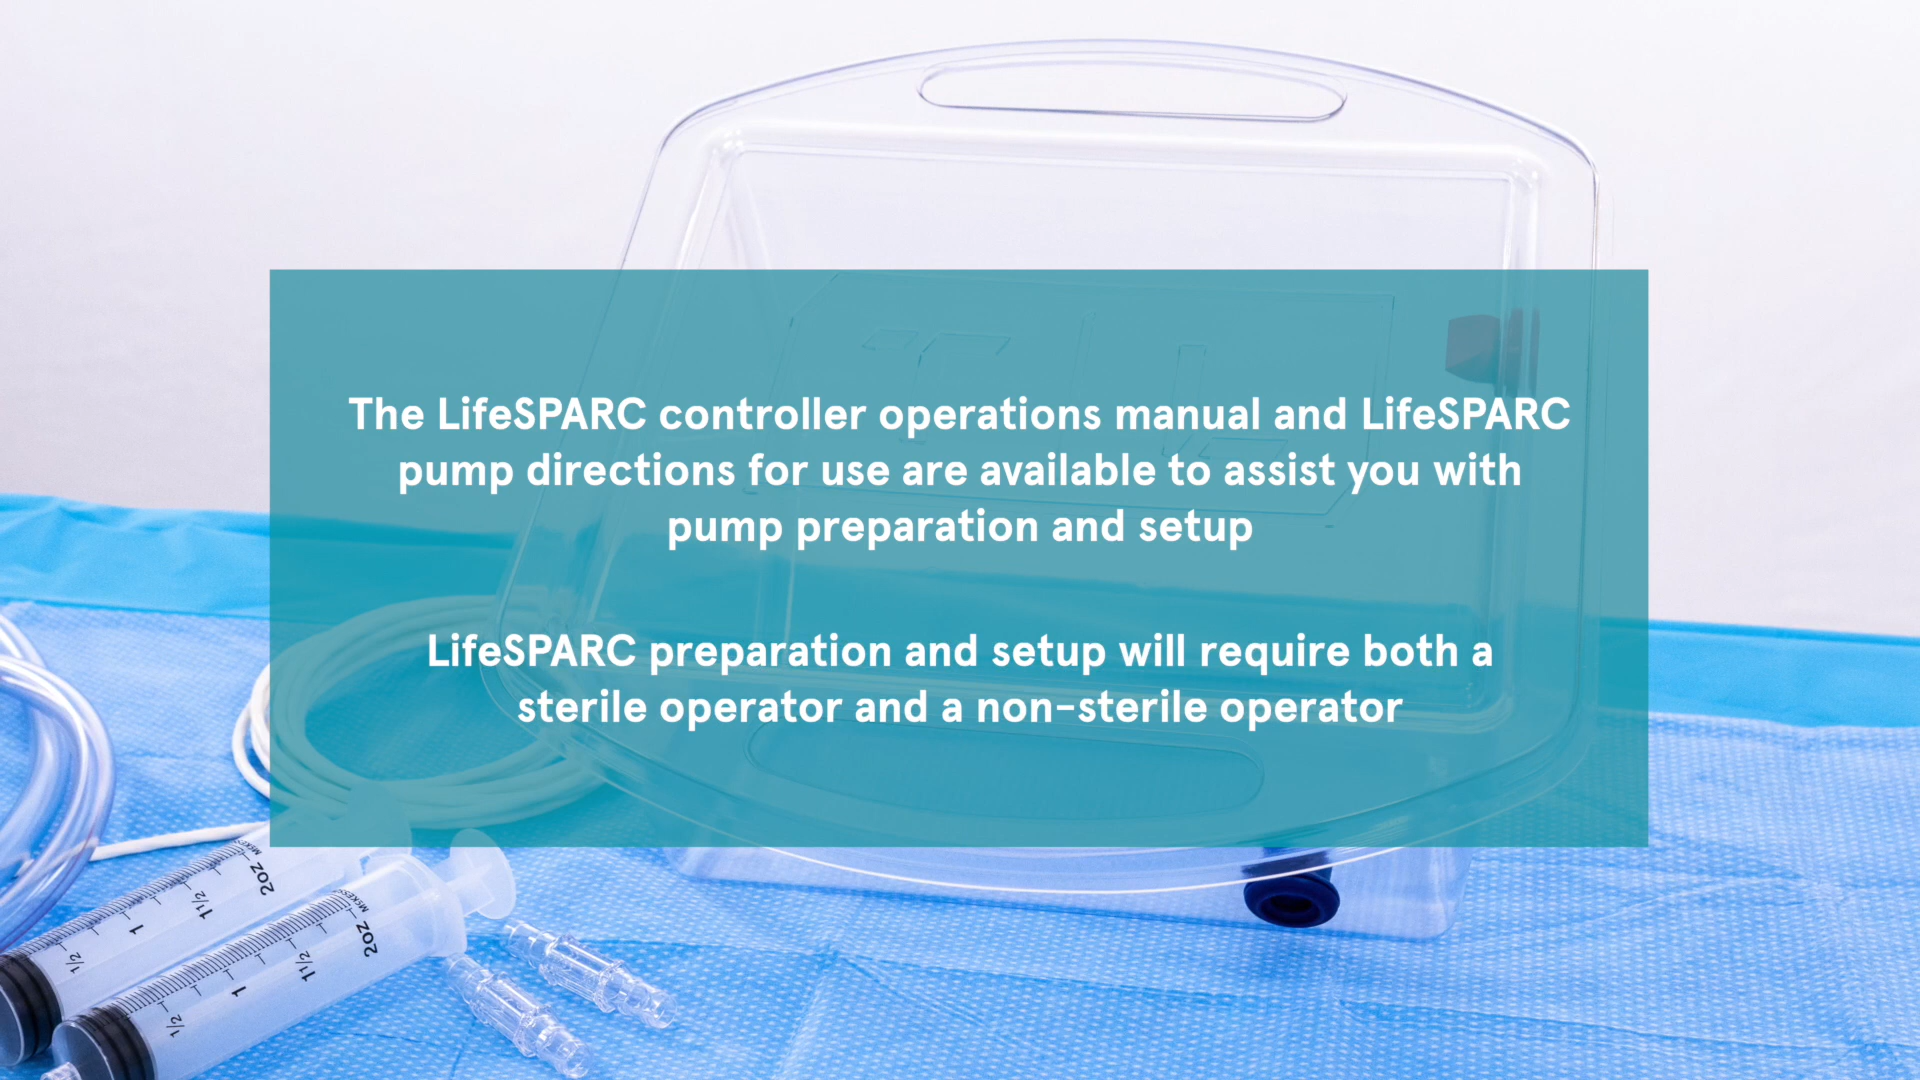 The LifeSPARC controller operations manual and LifeSPARC
pump directions for use are available to assist you with
pump preparation and setup
LifeSPARC preparation and setup will require both a
sterile operator and a non-sterile operator
2oz
1½
1
½
2oz
1½
1
½